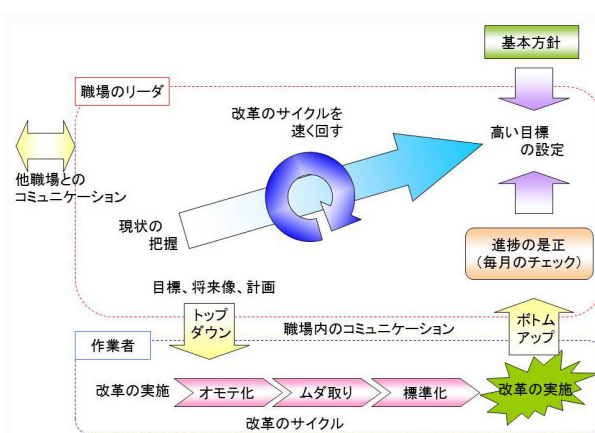 基本方針
職場のリーダ
改革のサイクルを
速く回す
高い目標
の設定
他職場との
コミュニケーション
現状の
把握
進捗の是正
(毎月のチェック)
目標、将来像、計画
トップ
ダウン
職場内のコミュニケーション
ボトム
アップ
作業者
改革の実施
オモテ化
ムダ取り
標準化
改革の実施
改革のサイクル